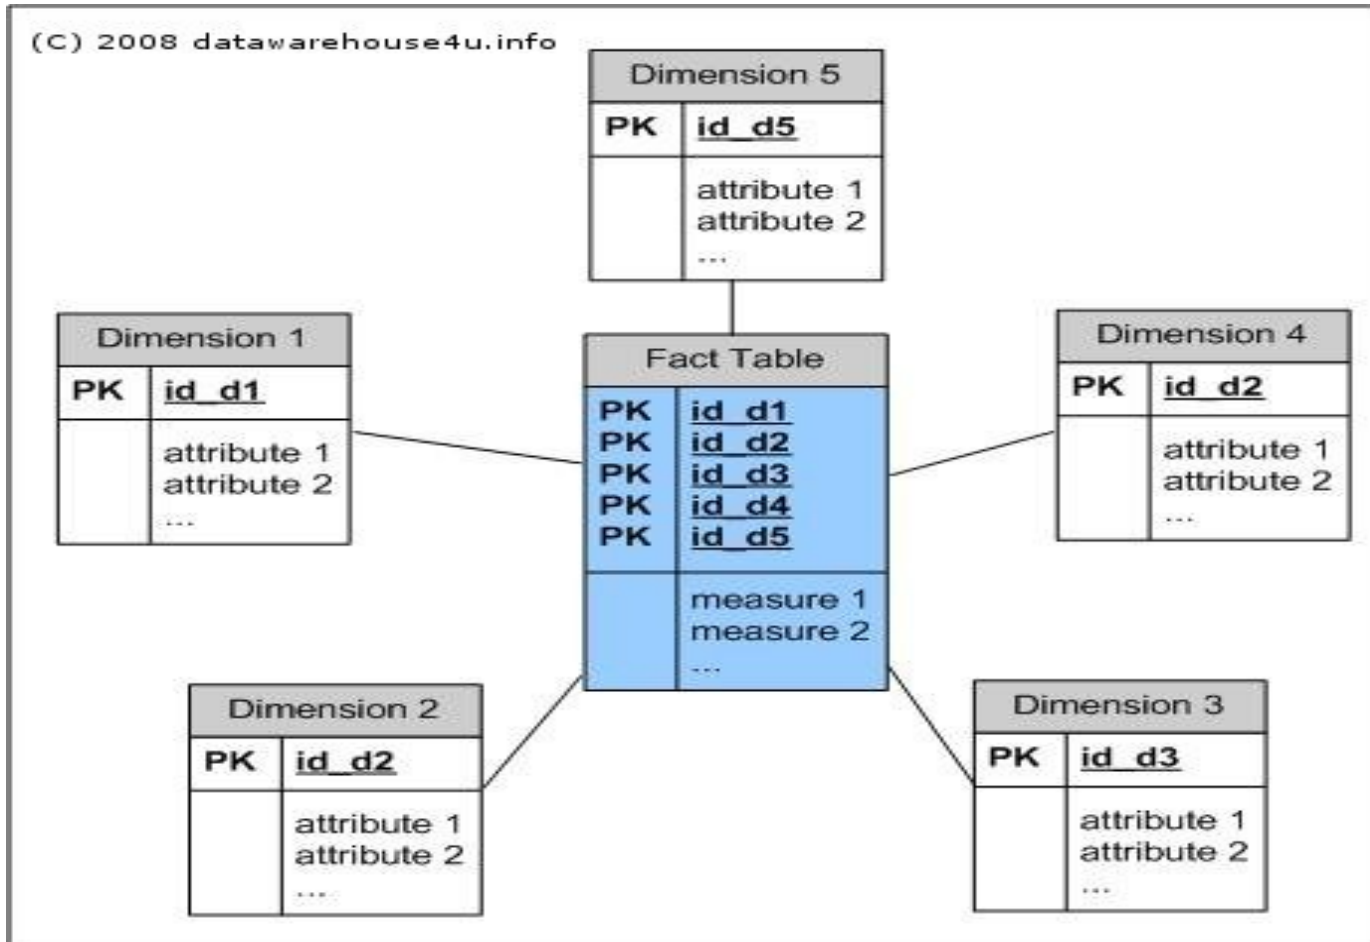 (C) 2008 datawarehouse4u.info
Dimension 5
PK id_d5
attribute 1
attribute 2
...
Dimension 1
PK id_d1
attribute 1
attribute 2
...
Fact Table
PK id_d1
PK id_d2
PK id_d3
PK id_d4
PK id_d5
measure 1
measure 2
...
Dimension 4
PK id_d2
attribute 1
attribute 2
...
Dimension 2
PK id_d2
attribute 1
attribute 2
...
Dimension 3
PK id_d3
attribute 1
attribute 2
...